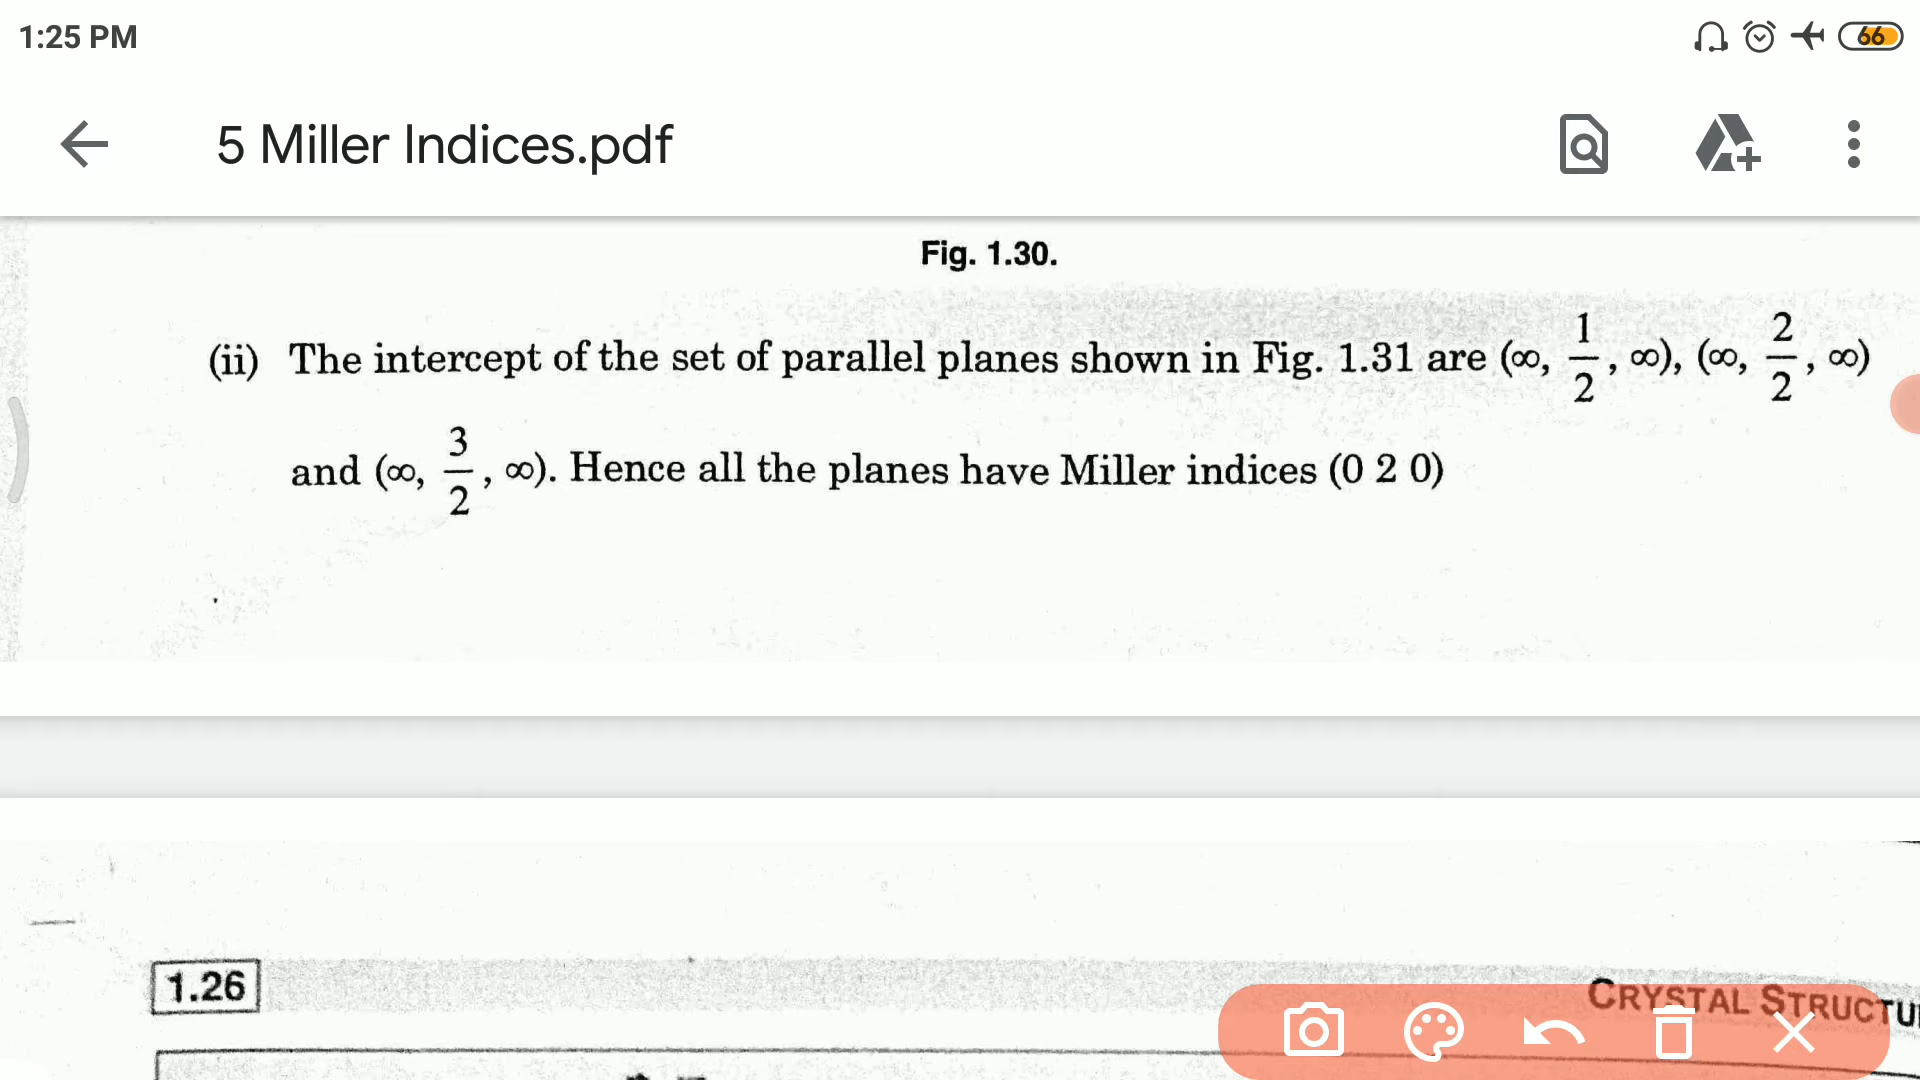 1:25 PM
66
5 Miller Indices.pdf
Fig. 1.30.
(ii) The intercept of the set of parallel planes shown in Fig. 1.31 are (∞, 1/2, ∞), (∞, 2/2, ∞)
and (∞, 3/2, ∞). Hence all the planes have Miller indices (0 2 0)
1.26
CRYSTAL STRUCTU